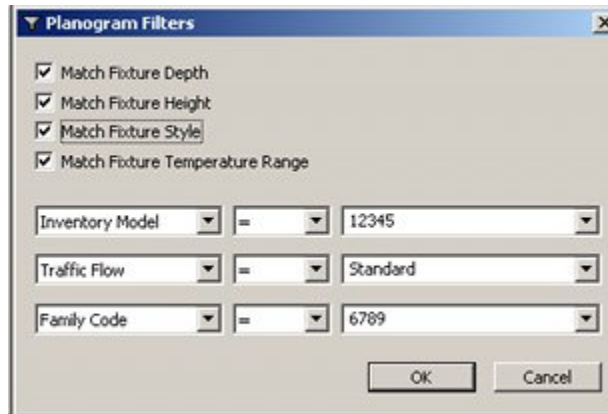 Planogram Filters
Match Fixture Depth
Match Fixture Height
Match Fixture Style
Match Fixture Temperature Range
Inventory Model = 12345
Traffic Flow = Standard
Family Code = 6789
OK Cancel